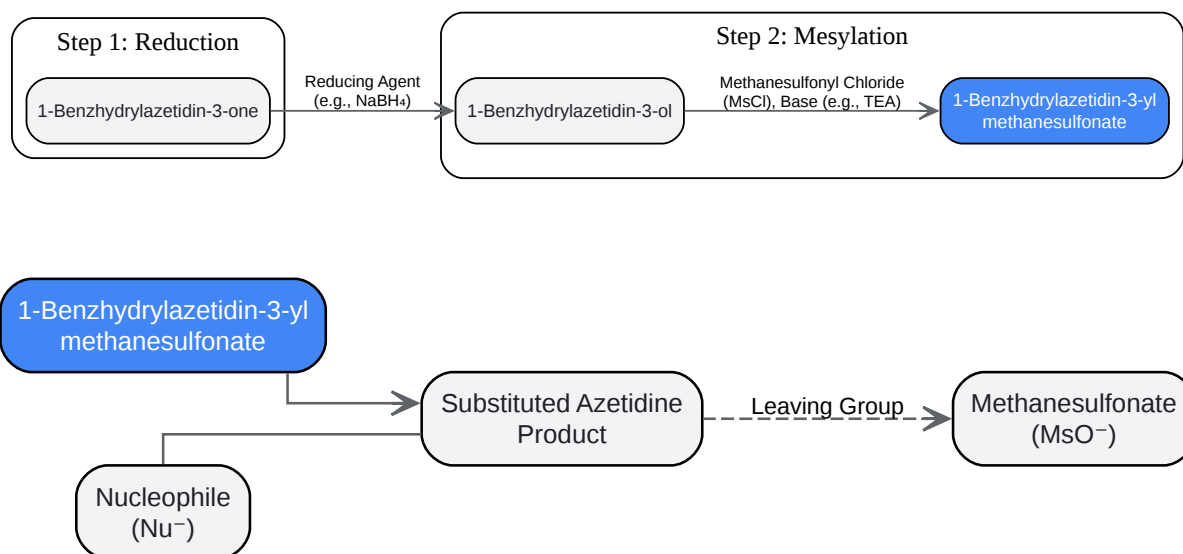 Step 1: Reduction
Step 2: Mesylation
1-Benzhydrylazetidin-3-one
Reducing Agent
(e.g., NaBH₄)
1-Benzhydrylazetidin-3-ol
Methanesulfonyl Chloride
(MsCl), Base (e.g., TEA)
1-Benzhydrylazetidin-3-yl
methanesulfonate
1-Benzhydrylazetidin-3-yl
methanesulfonate
Substituted Azetidine
Product
Leaving Group
Methanesulfonate
(MsO⁻)
Nucleophile
(Nu⁻)